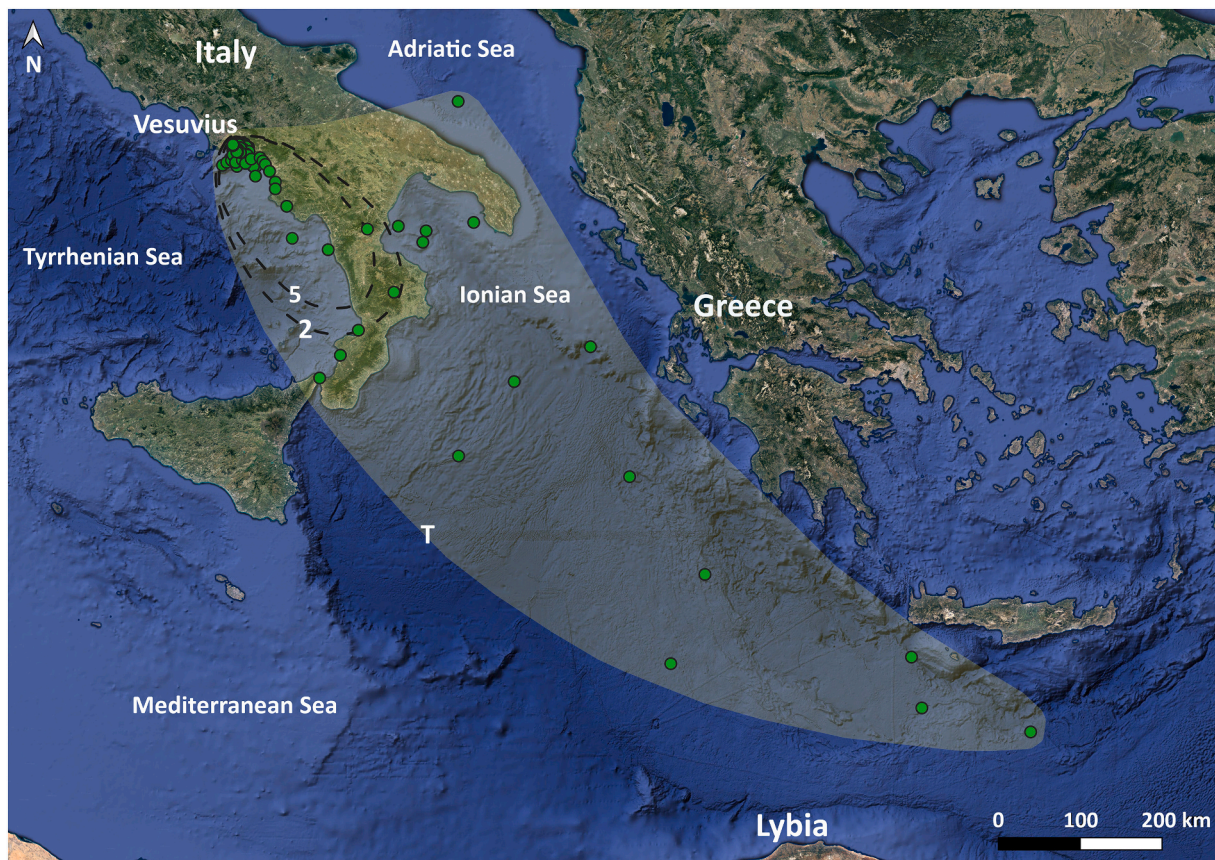 N
Italy
Adriatic Sea
Vesuvius
Tyrrhenian Sea
5
2
Ionian Sea
Greece
T
Mediterranean Sea
Lybia
0 100 200 km